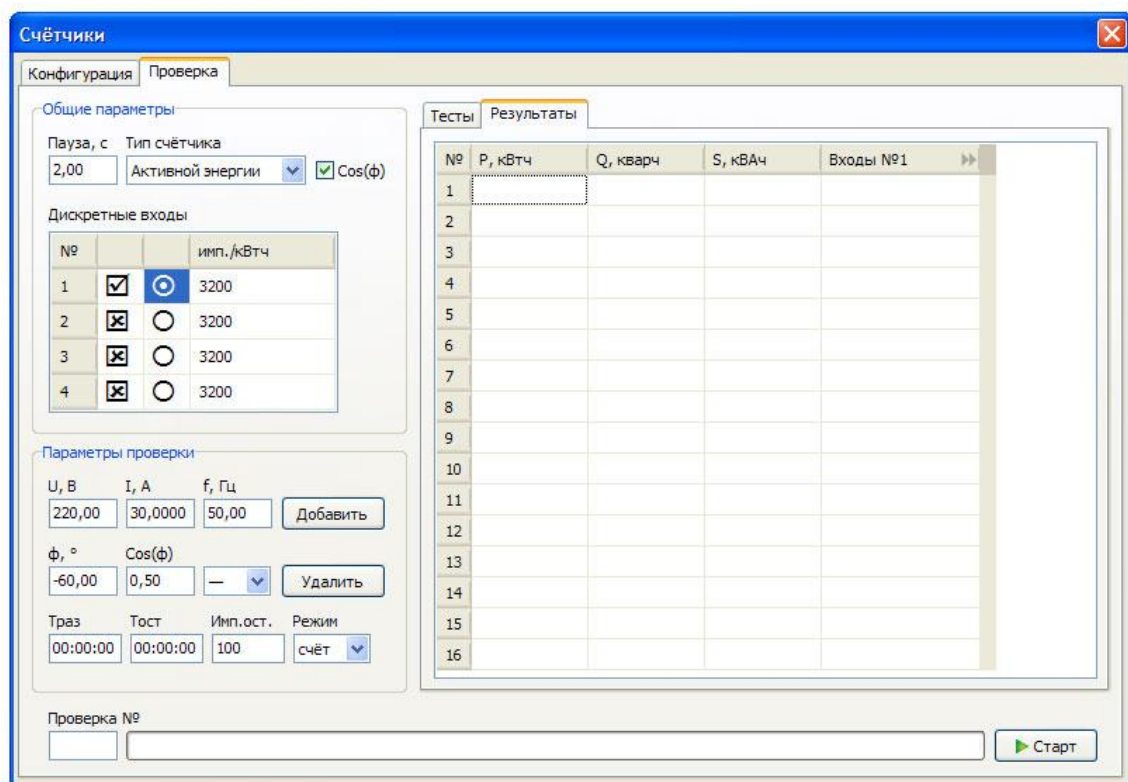 Счётчики
Конфигурация Проверка
Общие параметры
Пауза, с Тип счётчика
2,00 Активной энергии Cos(ф)
Дискретные входы
№ имп./кВтч
1 3200
2 3200
3 3200
4 3200
Параметры проверки
U, В I, А f, Гц
220,00 30,0000 50,00 Добавить
ф, ° Cos(ф)
-60,00 0,50 — Удалить
Траз Тост Имп.ост. Режим
00:00:00 00:00:00 100 счёт
Тесты Результаты
№ P, кВтч Q, кварч S, кВАч Входы №1
1
2
3
4
5
6
7
8
9
10
11
12
13
14
15
16
Проверка №
Старт